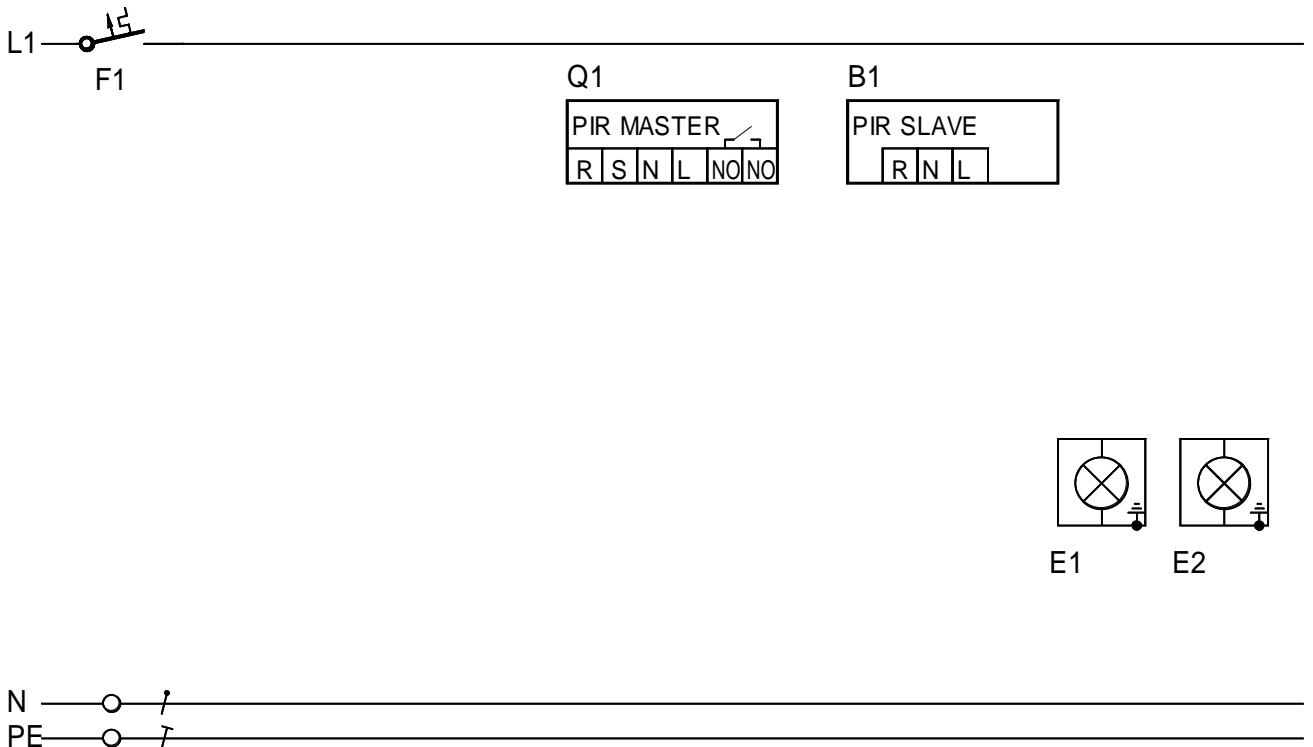 L1
F1
Q1
B1
PIR MASTER
PIR SLAVE
R S N L NO NO
R N L
E1
E2
N
PE